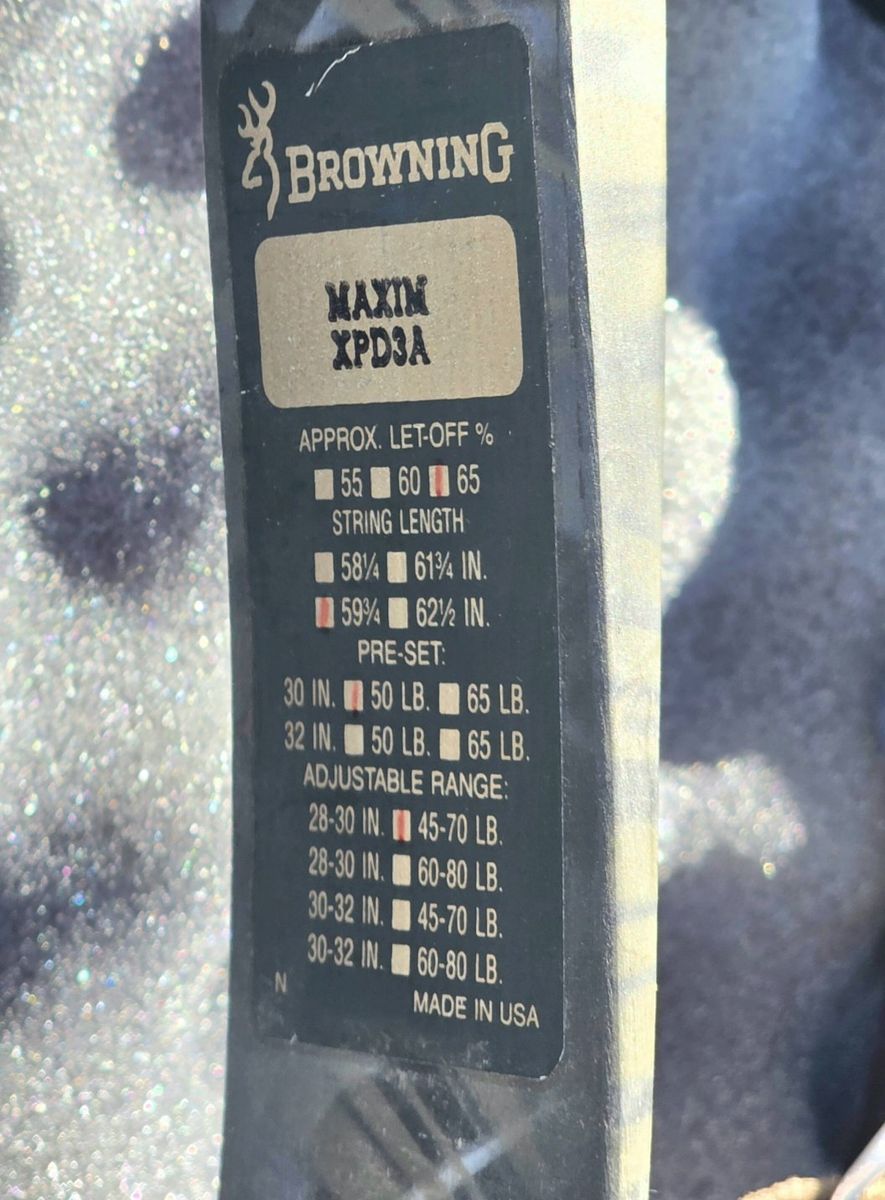 BROWNING
MAXIM
XPD3A
APPROX. LET-OFF %
55 60 65
STRING LENGTH
58¼ 61¾ IN.
59¾ 62½ IN.
PRE-SET:
30 IN. 50 LB. 65 LB.
32 IN. 50 LB. 65 LB.
ADJUSTABLE RANGE:
28-30 IN. 45-70 LB.
28-30 IN. 60-80 LB.
30-32 IN. 45-70 LB.
30-32 IN. 60-80 LB.
N
MADE IN USA